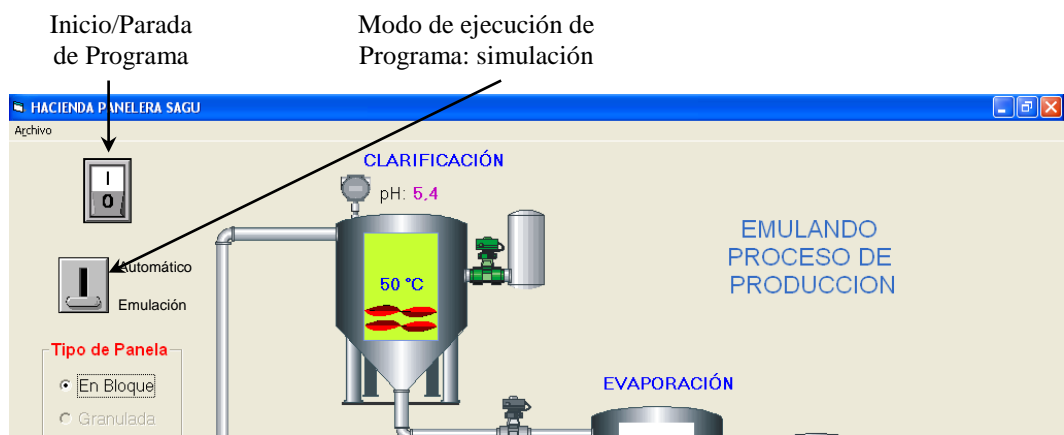 Inicio/Parada
de Programa
Modo de ejecución de
Programa: simulación
HACIENDA PANELERA SAGU
Archivo
I
0
Automático
Emulación
CLARIFICACIÓN
pH: 5,4
50 °C
EMULANDO
PROCESO DE
PRODUCCION
Tipo de Panela
En Bloque
Granulada
EVAPORACIÓN